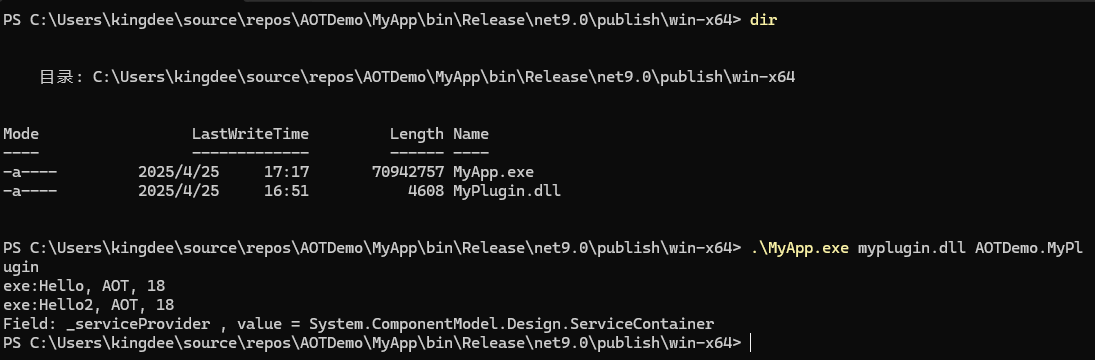 PS C:\Users\kingdee\source\repos\AOTDemo\MyApp\bin\Release\net9.0\publish\win-x64> dir
目录: C:\Users\kingdee\source\repos\AOTDemo\MyApp\bin\Release\net9.0\publish\win-x64
Mode                 LastWriteTime         Length Name
----                 -------------         ------ ----
-a----         2025/4/25     17:17       70942757 MyApp.exe
-a----         2025/4/25     16:51           4608 MyPlugin.dll
PS C:\Users\kingdee\source\repos\AOTDemo\MyApp\bin\Release\net9.0\publish\win-x64> .\MyApp.exe myplugin.dll AOTDemo.MyPl
ugin
exe:Hello, AOT, 18
exe:Hello2, AOT, 18
Field: _serviceProvider , value = System.ComponentModel.Design.ServiceContainer
PS C:\Users\kingdee\source\repos\AOTDemo\MyApp\bin\Release\net9.0\publish\win-x64>